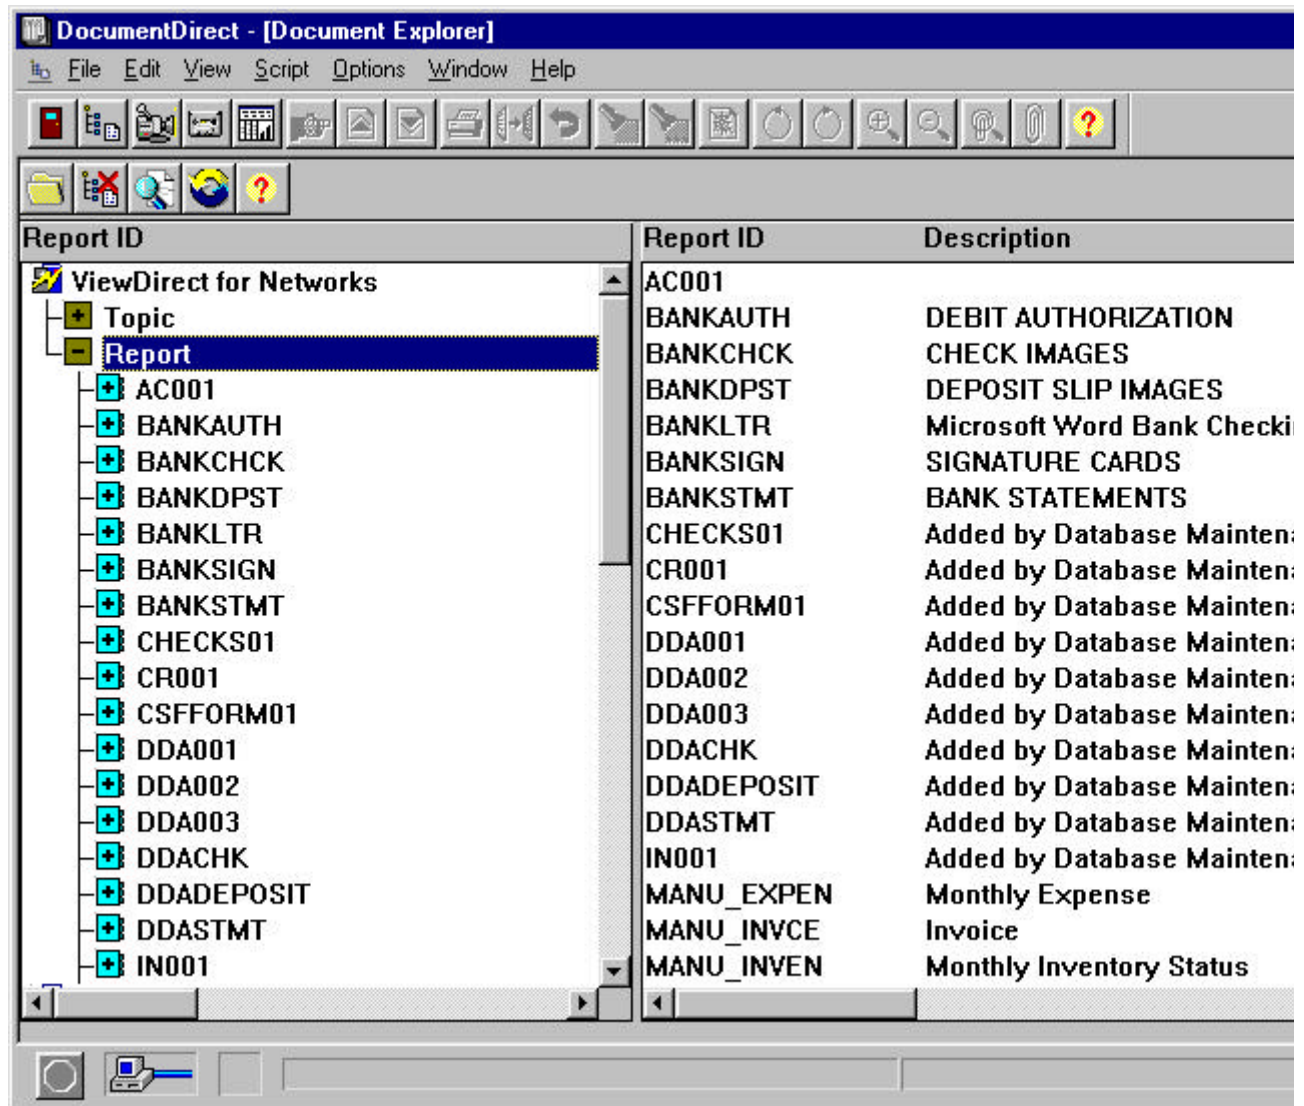 DocumentDirect - [Document Explorer]
File Edit View Script Options Window Help
Report ID
ViewDirect for Networks
Topic
Report
AC001
BANKAUTH
BANKCHCK
BANKDPST
BANKLTR
BANKSIGN
BANKSTMT
CHECKS01
CR001
CSFFORM01
DDA001
DDA002
DDA003
DDACHK
DDADEPOSIT
DDASTMT
IN001
Report ID Description
AC001
BANKAUTH DEBIT AUTHORIZATION
BANKCHCK CHECK IMAGES
BANKDPST DEPOSIT SLIP IMAGES
BANKLTR Microsoft Word Bank
BANKSIGN SIGNATURE CARDS
BANKSTMT BANK STATEMENTS
CHECKS01 Added by Database
CR001 Added by Database
CSFFORM01 Added by Database
DDA001 Added by Database
DDA002 Added by Database
DDA003 Added by Database
DDACHK Added by Database
DDADEPOSIT Added by Database
DDASTMT Added by Database
IN001 Added by Database
MANU_EXPEN Monthly Expense
MANU_INVCE Invoice
MANU_INVEN Monthly Inventory Status